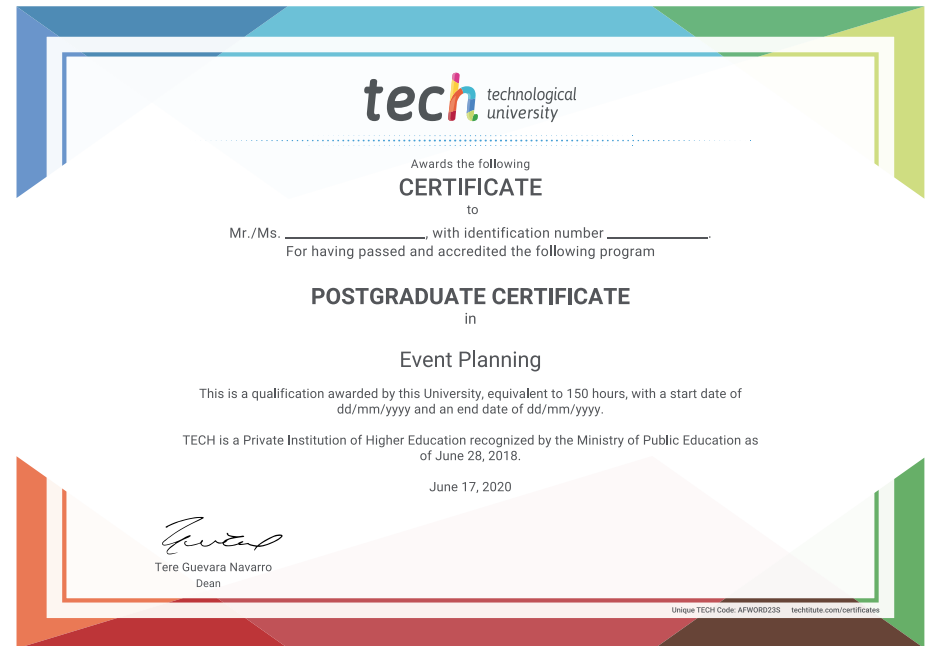 tech technological
university
Awards the following
CERTIFICATE
to
Mr./Ms. ____________________, with identification number ______________.
For having passed and accredited the following program
POSTGRADUATE CERTIFICATE
in
Event Planning
This is a qualification awarded by this University, equivalent to 150 hours, with a start date of
dd/mm/yyyy and an end date of dd/mm/yyyy.
TECH is a Private Institution of Higher Education recognized by the Ministry of Public Education as
of June 28, 2018.
June 17, 2020
Tere Guevara Navarro
Dean
Unique TECH Code: AFWORD23S techtitute.com/certificates